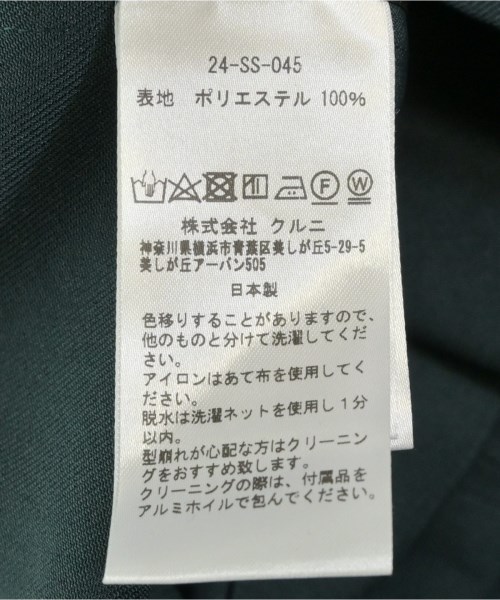 24-SS-045
表地 ポリエステル 100%
F W
株式会社 クルニ
神奈川県横浜市青葉区美しが丘5-29-5
美しが丘アーバン505
日本製
色移りすることがありますので、
他のものと分けて洗濯してくだ
さい。
アイロンはあて布を使用してく
ださい。
脱水は洗濯ネットを使用し1分
以内。
型崩れが心配な方はクリーニン
グをおすすめ致します。
クリーニングの際は、付属品を
アルミホイルで包んでください。